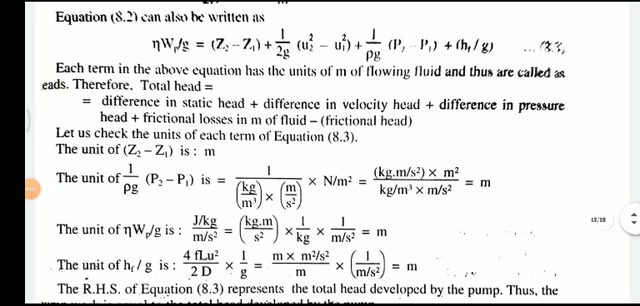 Equation (8.2) can also be written as
ηWₚ/g = (Z₂ – Z₁) + 1/2g (u₂² – u₁²) + 1/ρg (P₂ – P₁) + (hf / g) ... (8.3)
Each term in the above equation has the units of m of flowing fluid and thus are called as
eads. Therefore, Total head =
= difference in static head + difference in velocity head + difference in pressure
head + frictional losses in m of fluid – (frictional head)
Let us check the units of each term of Equation (8.3).
The unit of (Z₂ – Z₁) is : m
The unit of 1/ρg (P₂ – P₁) is = 1/((kg/m³) × (m/s²)) × N/m² = (kg.m/s²) × m² / kg/m³ × m/s² = m
13/18
The unit of ηWₚ/g is : J/kg / m/s² = (kg.m/s²) × 1/kg × 1/m/s² = m
The unit of hf / g is : 4 fLu²/2 D × 1/g = m × m²/s² / m × (1/m/s²) = m
The R.H.S. of Equation (8.3) represents the total head developed by the pump. Thus, the